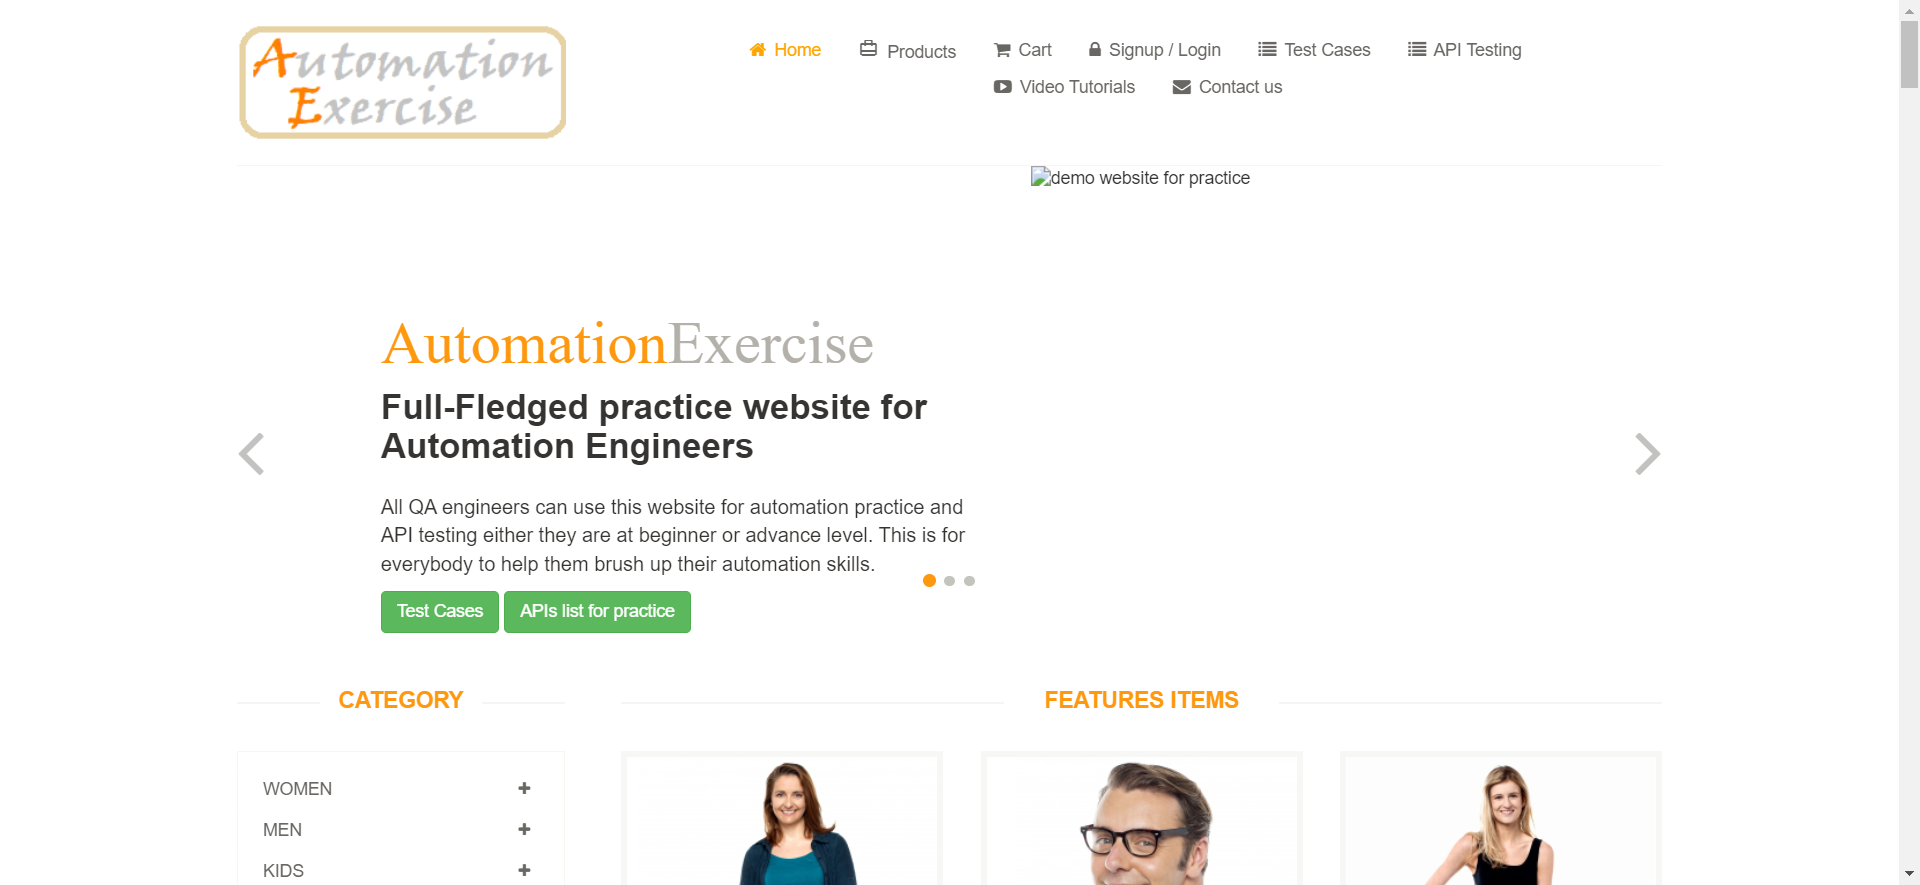 Automation
Exercise
Home Products Cart Signup / Login Test Cases API Testing
Video Tutorials Contact us
demo website for practice
AutomationExercise
Full-Fledged practice website for
Automation Engineers
All QA engineers can use this website for automation practice and
API testing either they are at beginner or advance level. This is for
everybody to help them brush up their automation skills.
Test Cases APIs list for practice
CATEGORY
WOMEN
MEN
KIDS
FEATURES ITEMS